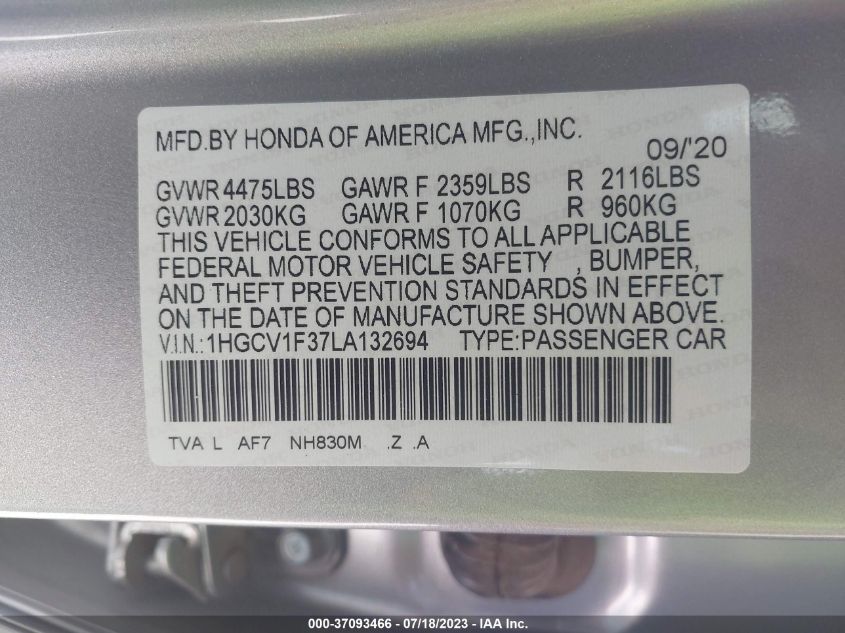 MFD.BY HONDA OF AMERICA MFG.,INC.
09/'20
GVWR 4475LBS GAWR F 2359LBS R 2116LBS
GVWR 2030KG GAWR F 1070KG R 960KG
THIS VEHICLE CONFORMS TO ALL APPLICABLE
FEDERAL MOTOR VEHICLE SAFETY , BUMPER,
AND THEFT PREVENTION STANDARDS IN EFFECT
ON THE DATE OF MANUFACTURE SHOWN ABOVE.
V.I.N.:1HGCV1F37LA132694 TYPE:PASSENGER CAR
TVA L AF7 NH830M .Z .A
000-37093466 - 07/18/2023 - IAA Inc.